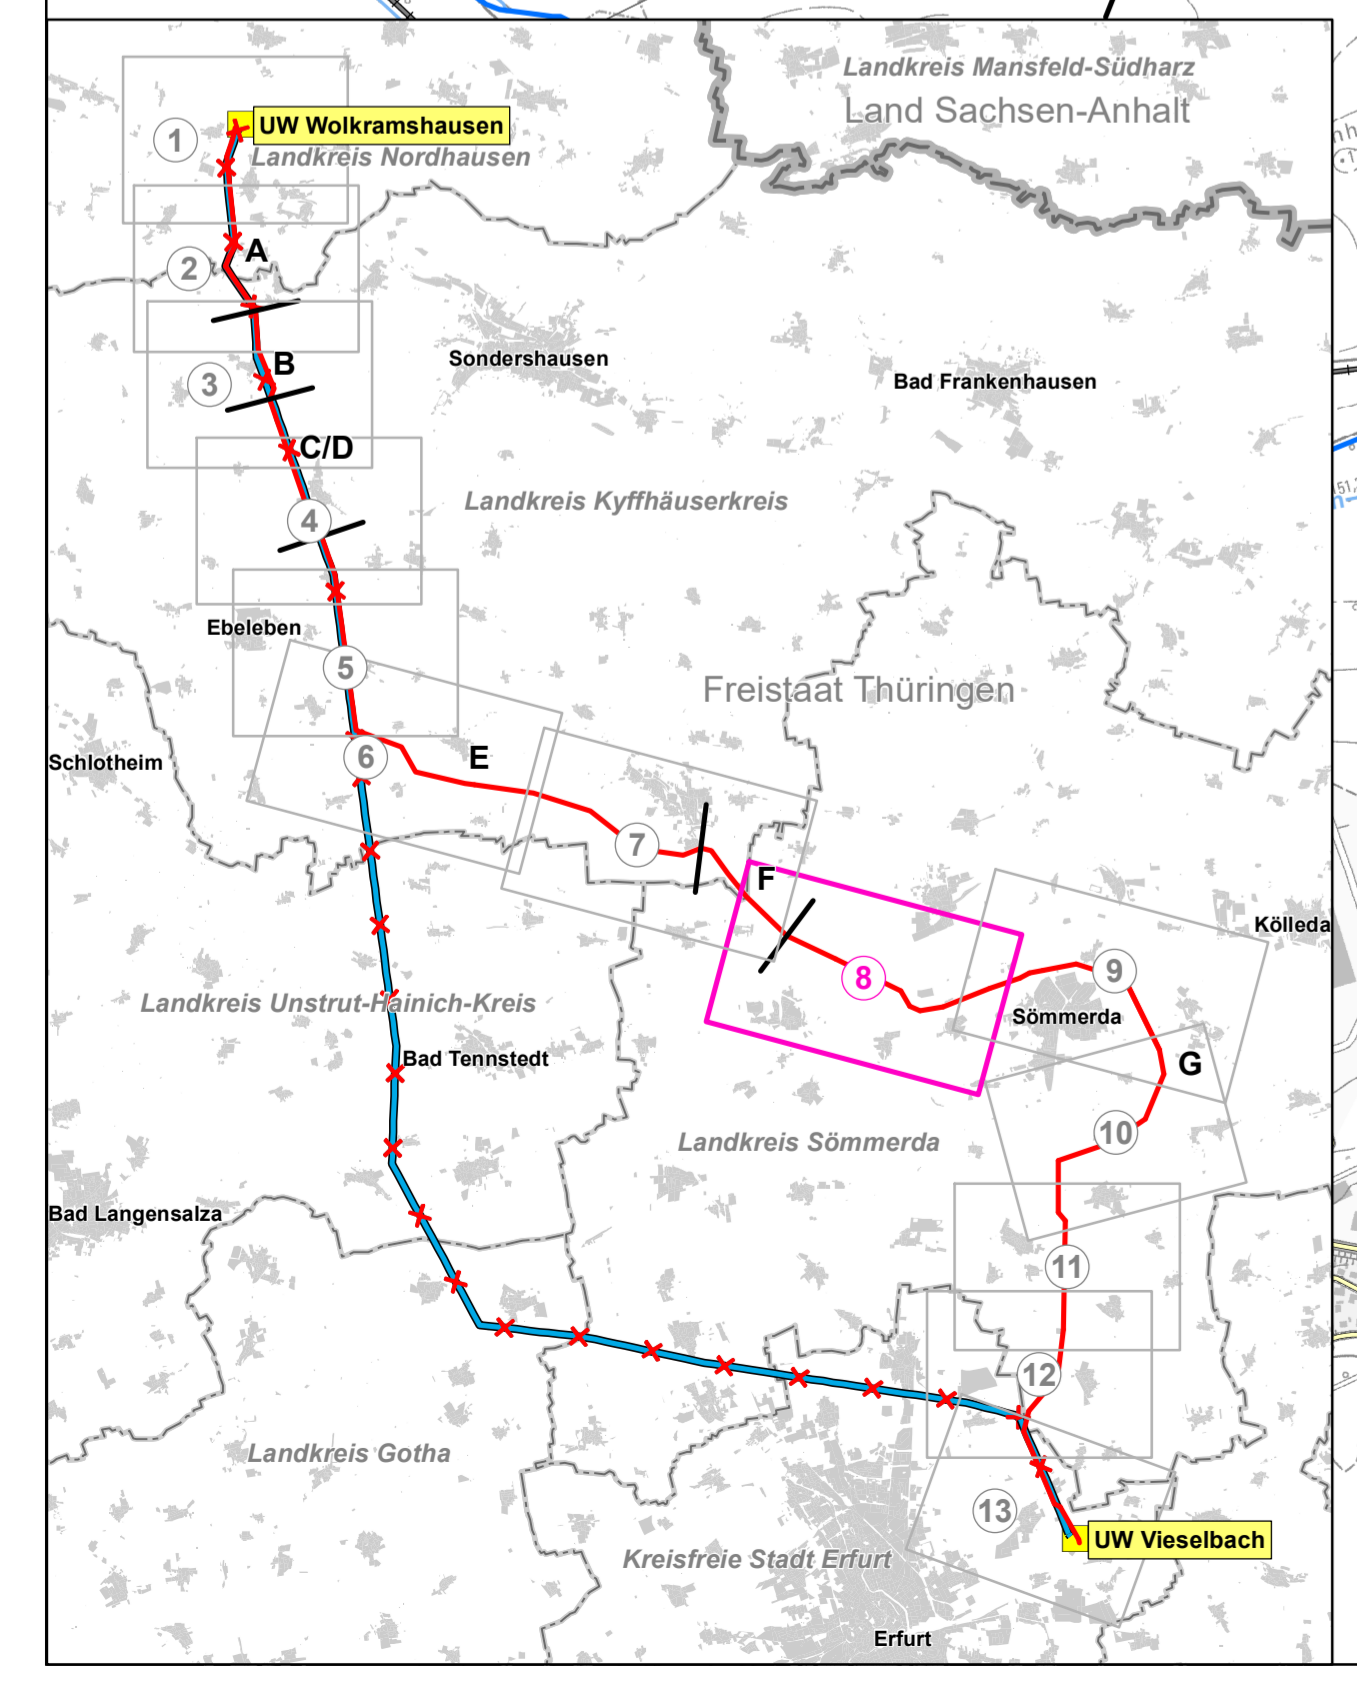 Landkreis Mansfeld-Südharz
Land Sachsen-Anhalt
1
UW Wolkramshausen
Landkreis Nordhausen
A
2
B
3
Sondershausen
Bad Frankenhausen
C/D
Landkreis Kyffhäuserkreis
4
Ebeleben
5
Freistaat Thüringen
Schlotheim
6
E
7
F
8
9
Kölleda
Landkreis Unstrut-Hainich-Kreis
Sömmerda
Bad Tennstedt
G
10
Landkreis Sömmerda
Bad Langensalza
11
12
Landkreis Gotha
13
UW Vieselbach
Kreisfreie Stadt Erfurt
Erfurt